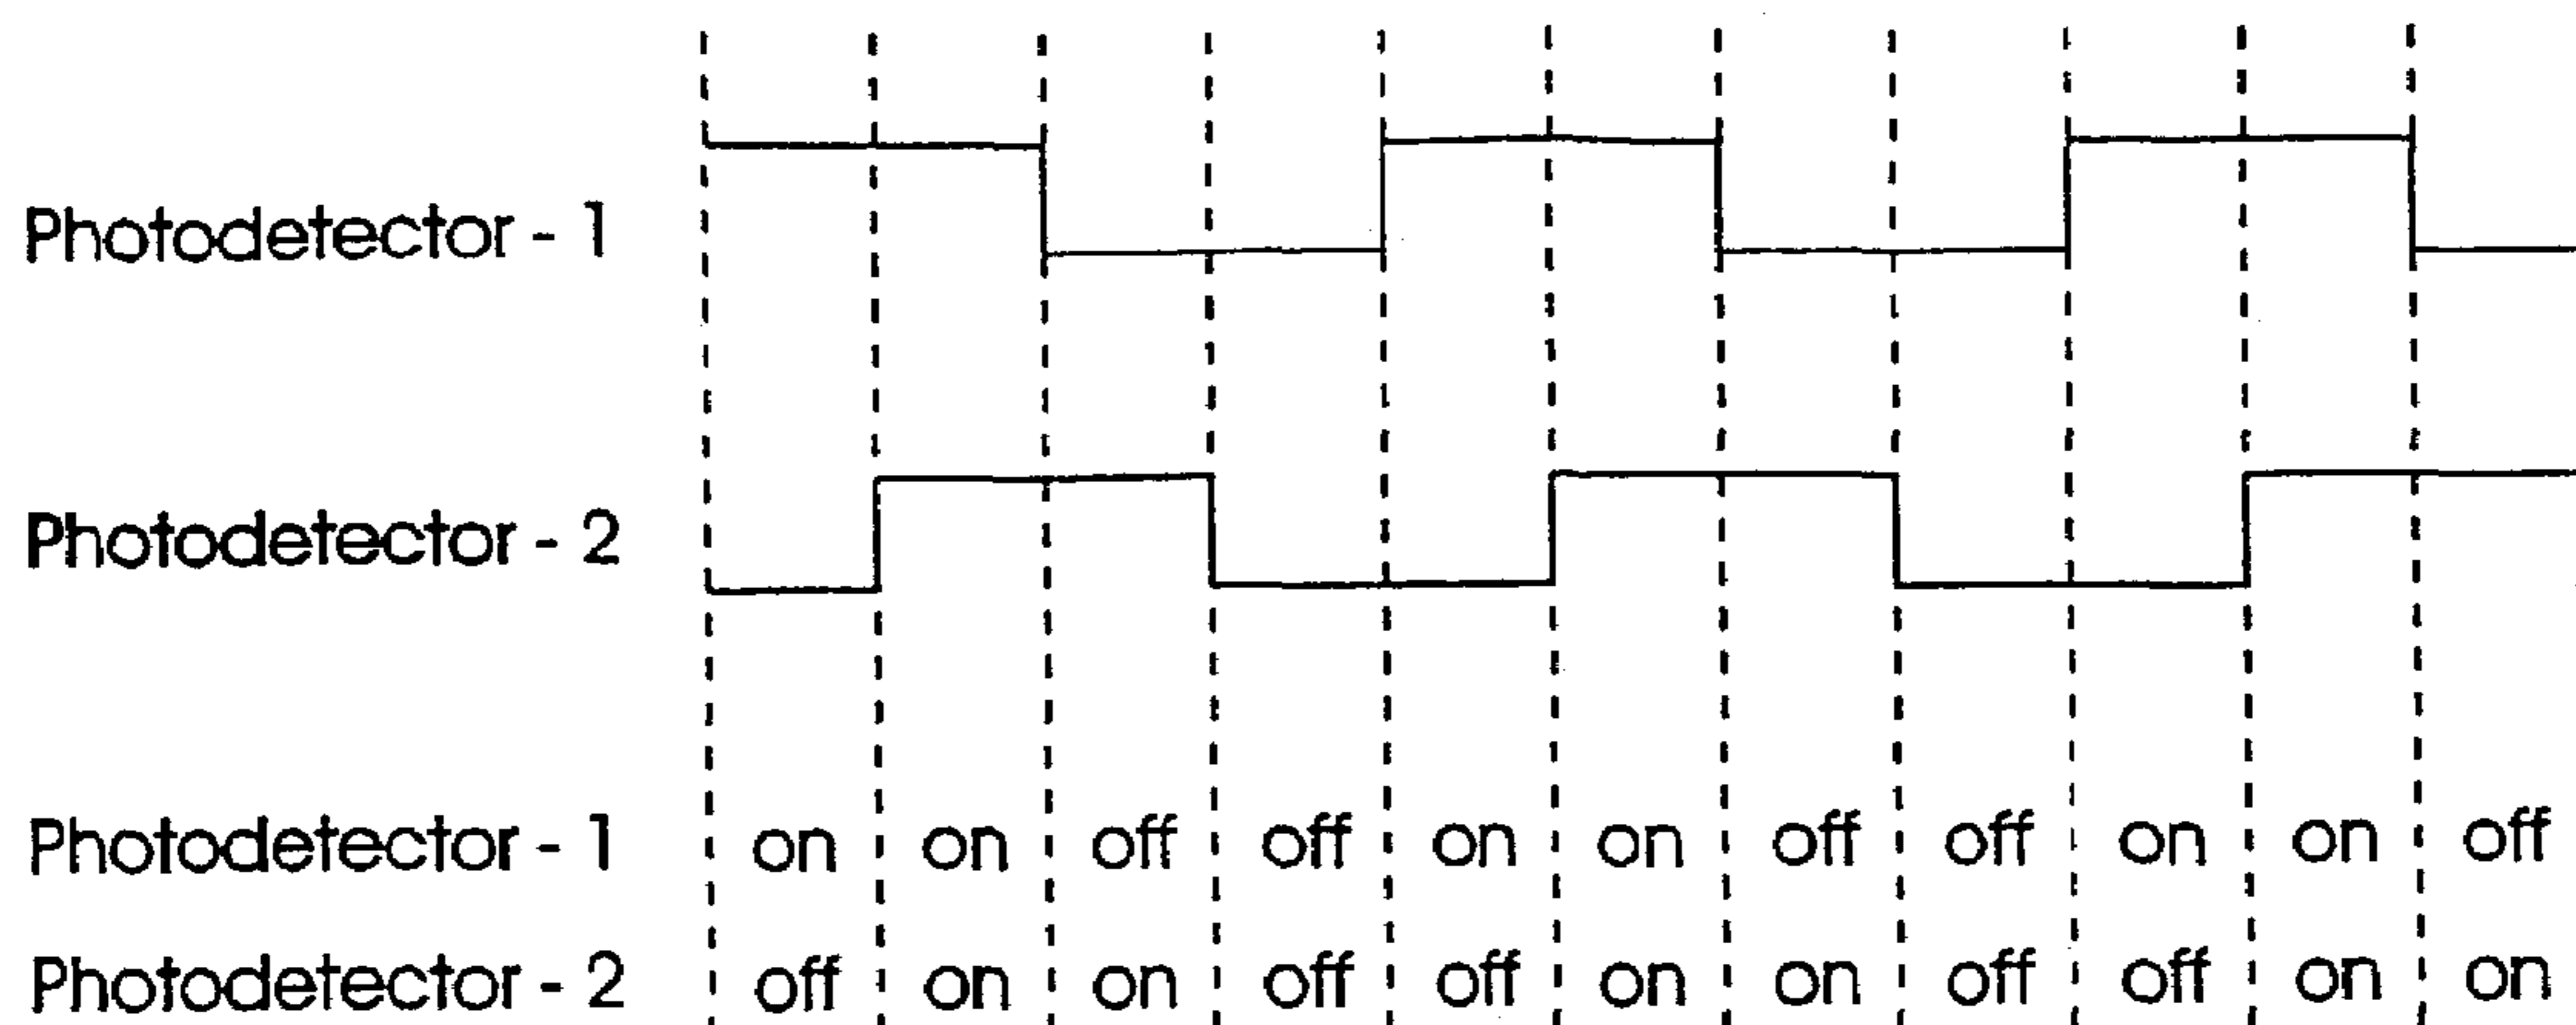 Photodetector - 1
Photodetector - 2
Photodetector - 1 on on off off on on off off on on off
Photodetector - 2 off on on off off on on off off on on